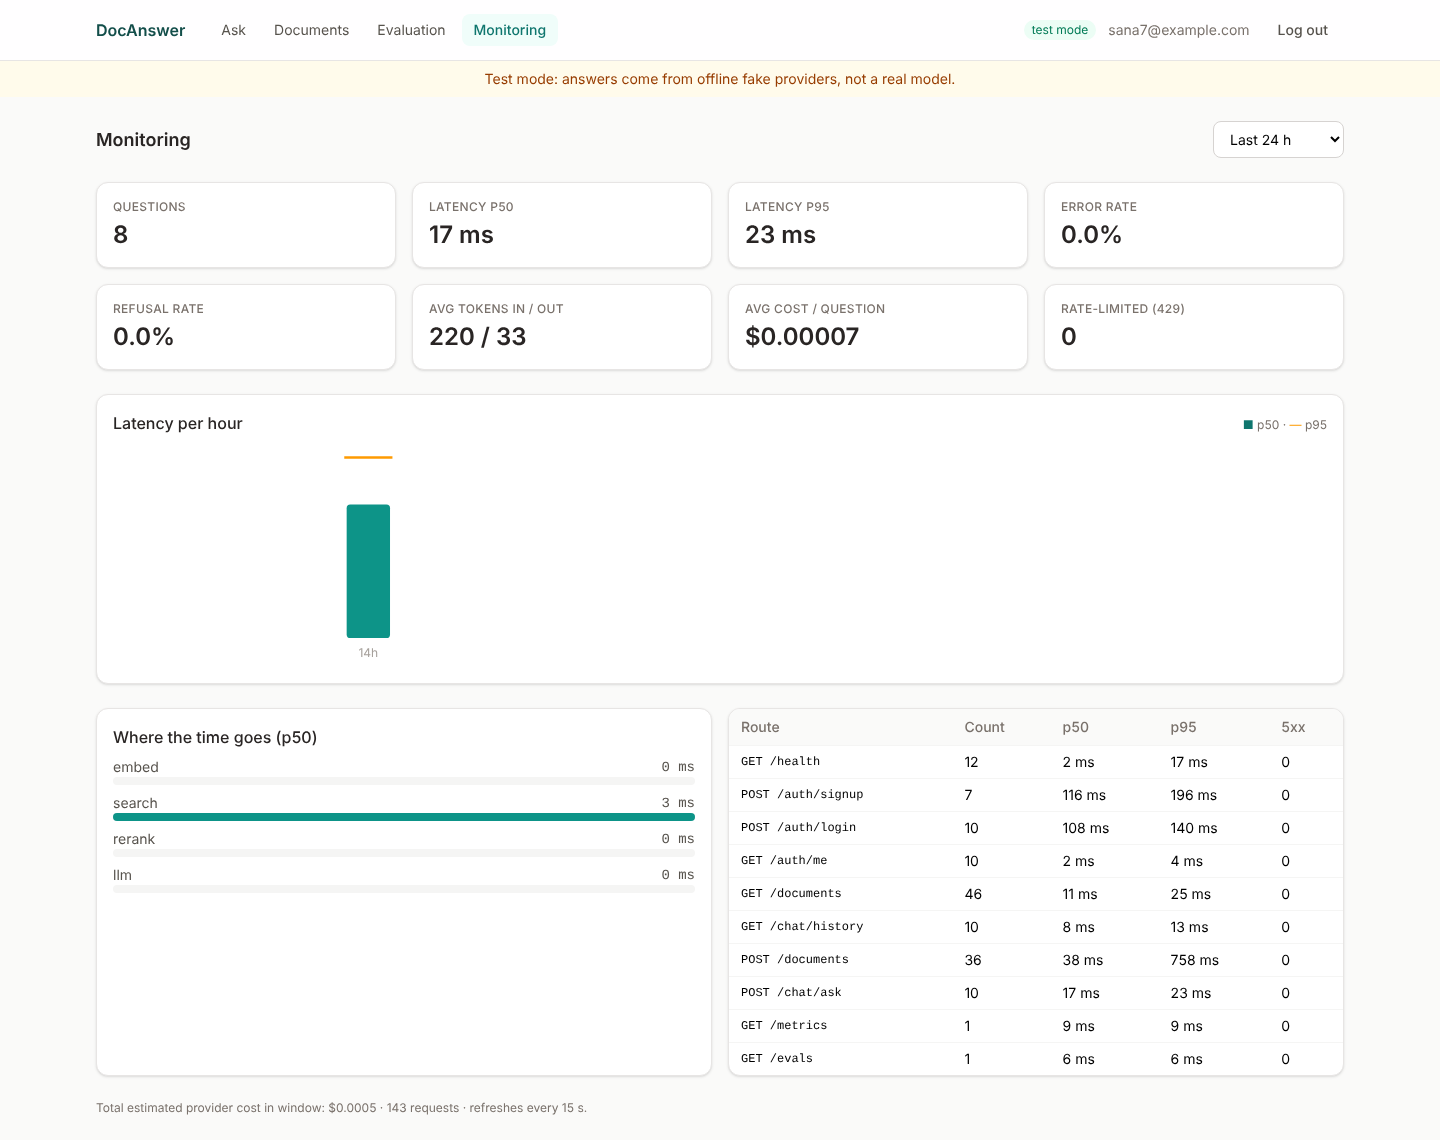 DocAnswer Ask Documents Evaluation Monitoring test mode sana7@example.com Log out
Test mode: answers come from offline fake providers, not a real model.
Monitoring
Last 24 h
QUESTIONS
8
LATENCY P50
17 ms
LATENCY P95
23 ms
ERROR RATE
0.0%
REFUSAL RATE
0.0%
AVG TOKENS IN / OUT
220 / 33
AVG COST / QUESTION
$0.00007
RATE-LIMITED (429)
0
Latency per hour
■ p50 · — p95
14h
Where the time goes (p50)
embed 0 ms
search 3 ms
rerank 0 ms
llm 0 ms
Route Count p50 p95 5xx
GET /health 12 2 ms 17 ms 0
POST /auth/signup 7 116 ms 196 ms 0
POST /auth/login 10 108 ms 140 ms 0
GET /auth/me 10 2 ms 4 ms 0
GET /documents 46 11 ms 25 ms 0
GET /chat/history 10 8 ms 13 ms 0
POST /documents 36 38 ms 758 ms 0
POST /chat/ask 10 17 ms 23 ms 0
GET /metrics 1 9 ms 9 ms 0
GET /evals 1 6 ms 6 ms 0
Total estimated provider cost in window: $0.0005 · 143 requests · refreshes every 15 s.